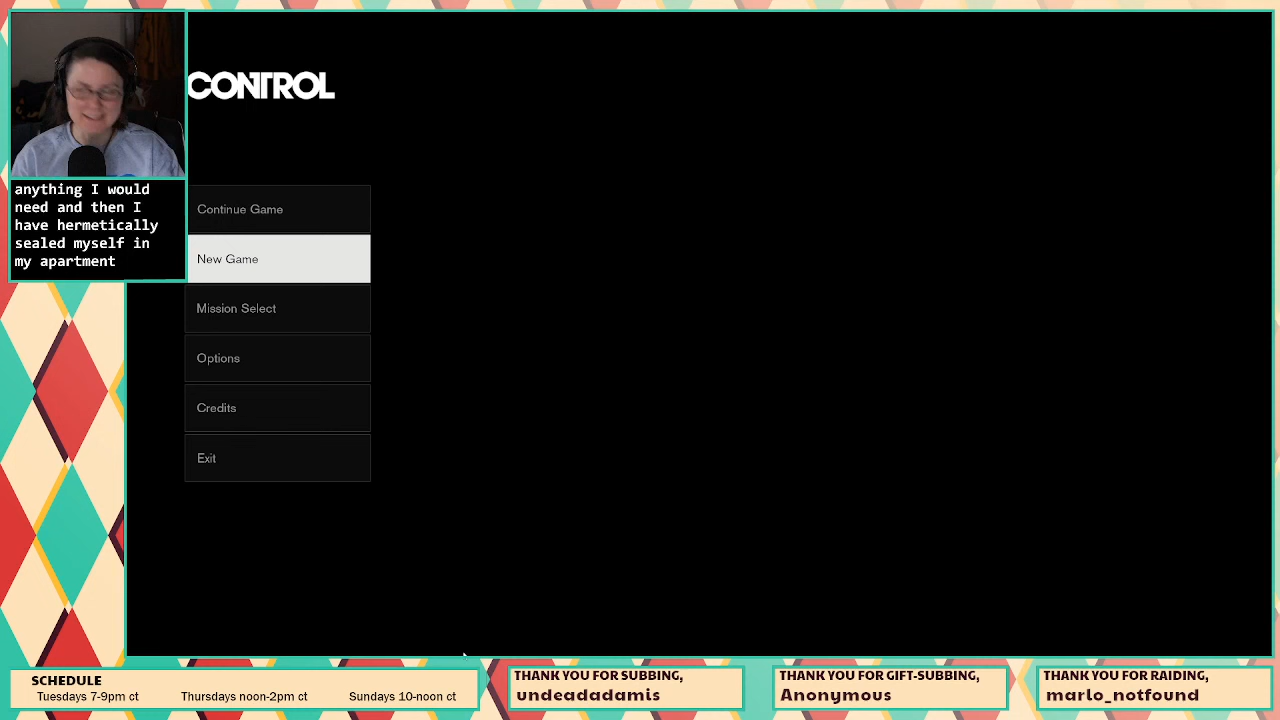 CONTROL
anything I would
need and then I
have hermetically
sealed myself in
my apartment
Continue Game
New Game
Mission Select
Options
Credits
Exit
SCHEDULE
Tuesdays 7-9pm ct
Thursdays noon-2pm ct
Sundays 10-noon ct
THANK YOU FOR SUBBING,
undeadadamis
THANK YOU FOR GIFT-SUBBING,
Anonymous
THANK YOU FOR RAIDING,
marlo_notfound